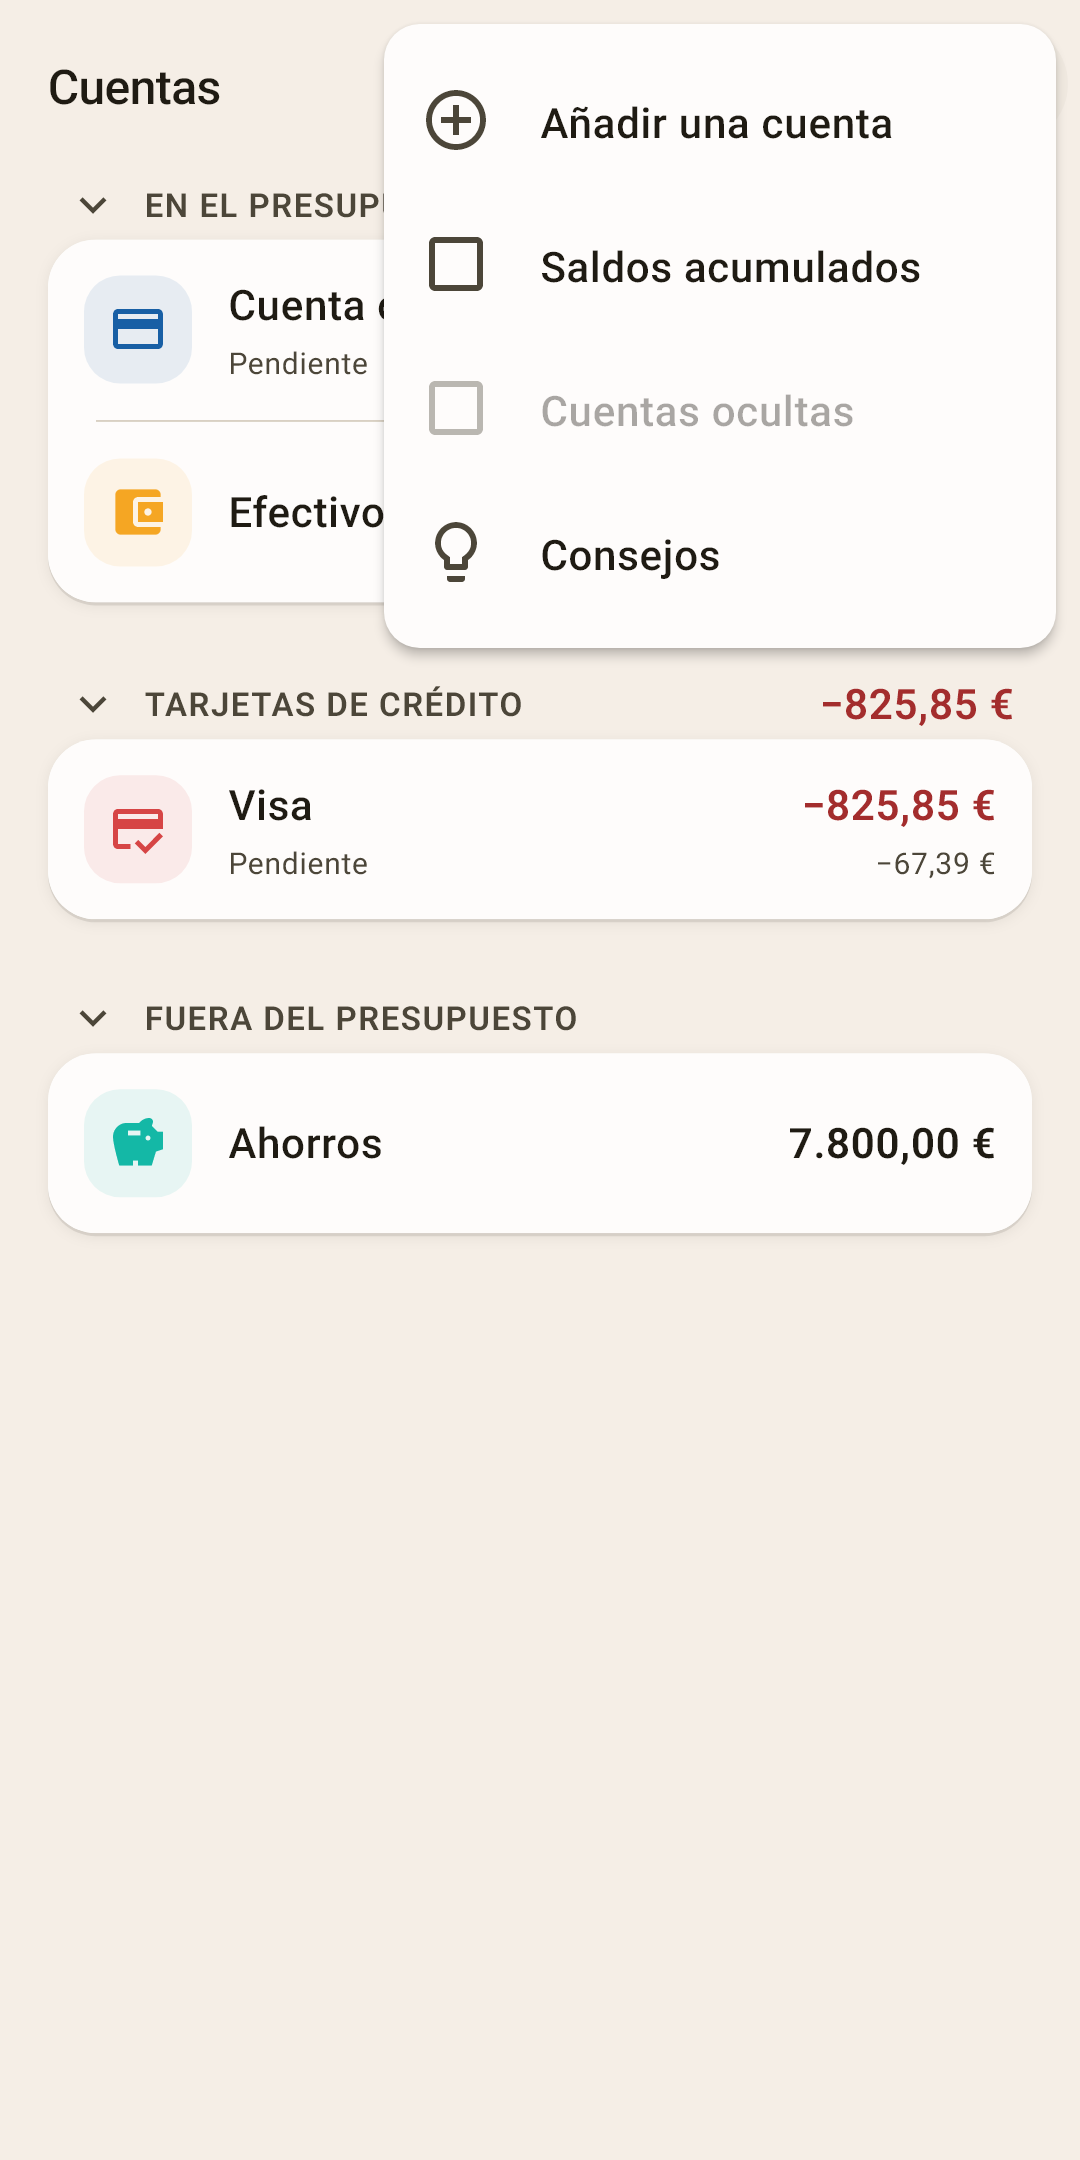 Cuentas
Añadir una cuenta
EN EL
Saldos acumulados
Cuenta
Pendiente
Cuentas ocultas
Efectivo
Consejos
TARJETAS DE CRÉDITO −825,85 €
Visa −825,85 €
Pendiente −67,39 €
FUERA DEL PRESUPUESTO
Ahorros 7.800,00 €